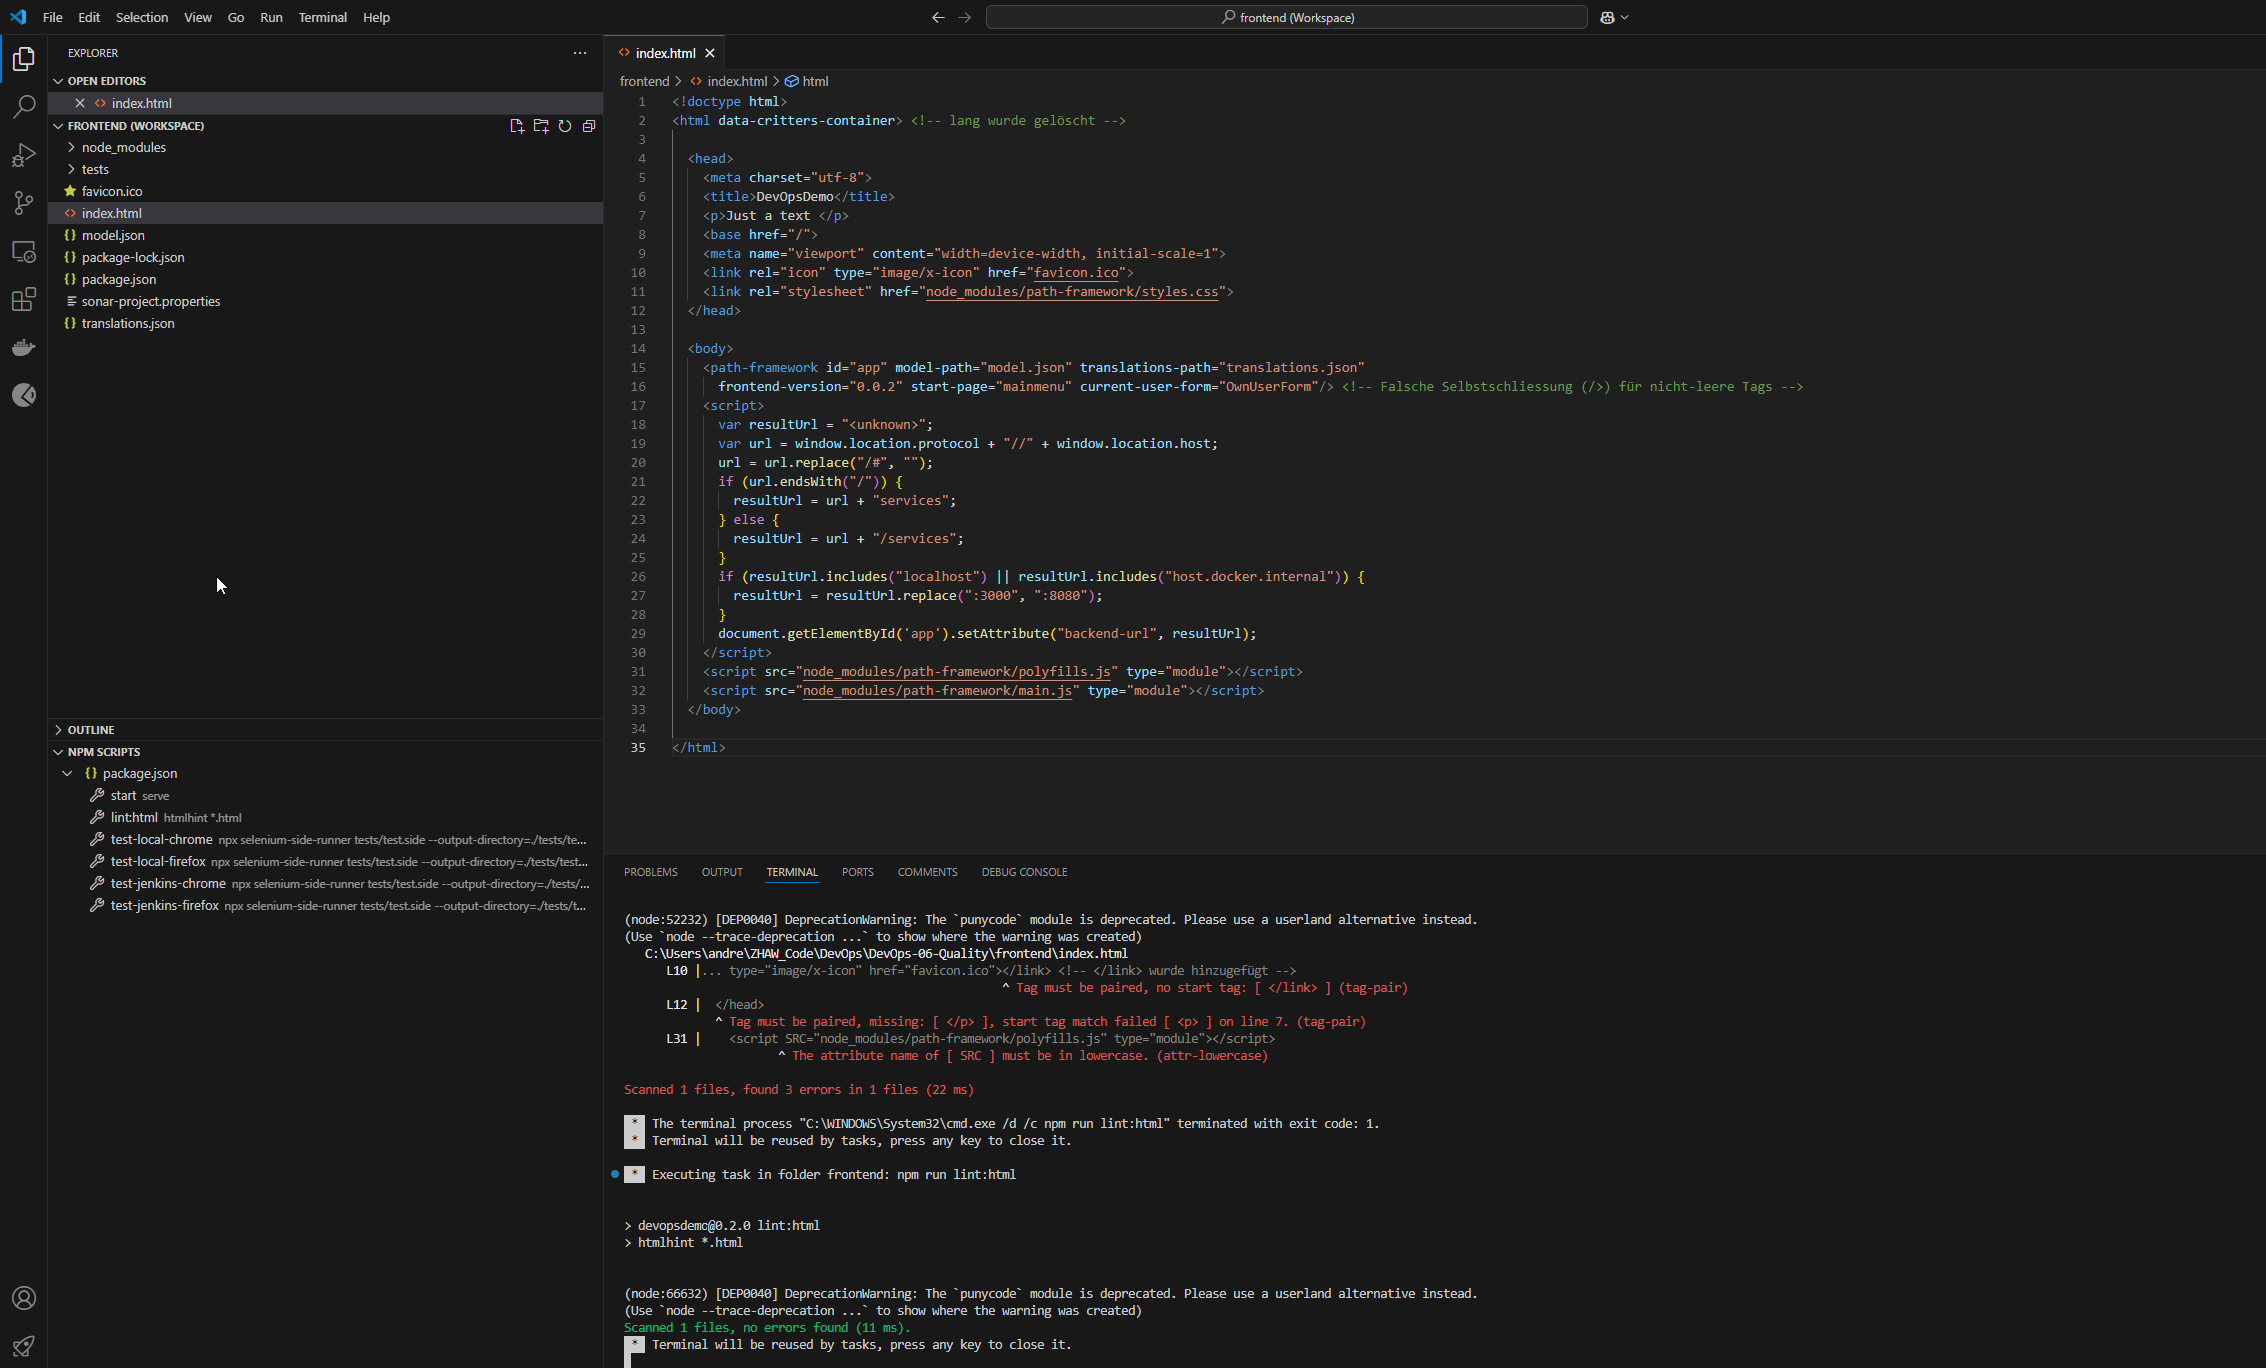 File Edit Selection View Go Run Terminal Help
frontend (Workspace)
EXPLORER
OPEN EDITORS
index.html
FRONTEND (WORKSPACE)
node_modules
tests
favicon.ico
index.html
model.json
package-lock.json
package.json
sonar-project.properties
translations.json
OUTLINE
NPM SCRIPTS
package.json
start serve
lint:html htmlhint *.html
test-local-chrome npx selenium-side-runner tests/test.side --output-directory=./tests/te...
test-local-firefox npx selenium-side-runner tests/test.side --output-directory=./tests/test...
test-jenkins-chrome npx selenium-side-runner tests/test.side --output-directory=./tests/...
test-jenkins-firefox npx selenium-side-runner tests/test.side --output-directory=./tests/t...
index.html
frontend > index.html > html
1 <!doctype html>
2 <html data-critters-container> <!-- lang wurde gelöscht -->
3
4 <head>
5 <meta charset="utf-8">
6 <title>DevOpsDemo</title>
7 <p>Just a text </p>
8 <base href="/">
9 <meta name="viewport" content="width=device-width, initial-scale=1">
10 <link rel="icon" type="image/x-icon" href="favicon.ico">
11 <link rel="stylesheet" href="node_modules/path-framework/styles.css">
12 </head>
13
14 <body>
15 <path-framework id="app" model-path="model.json" translations-path="translations.json"
16 frontend-version="0.0.2" start-page="mainmenu" current-user-form="OwnUserForm"/> <!-- Falsche Selbstschliessung (/>) für nicht-leere Tags -->
17 <script>
18 var resultUrl = "<unknown>";
19 var url = window.location.protocol + "//" + window.location.host;
20 url = url.replace("/#", "");
21 if (url.endsWith("/")) {
22 resultUrl = url + "services";
23 } else {
24 resultUrl = url + "/services";
25 }
26 if (resultUrl.includes("localhost") || resultUrl.includes("host.docker.internal")) {
27 resultUrl = resultUrl.replace(":3000", ":8080");
28 }
29 document.getElementById('app').setAttribute("backend-url", resultUrl);
30 </script>
31 <script src="node_modules/path-framework/polyfills.js" type="module"></script>
32 <script src="node_modules/path-framework/main.js" type="module"></script>
33 </body>
34
35 </html>
PROBLEMS OUTPUT TERMINAL PORTS COMMENTS DEBUG CONSOLE
(node:52232) [DEP0040] DeprecationWarning: The `punycode` module is deprecated. Please use a userland alternative instead.
(Use `node --trace-deprecation ...` to show where the warning was created)
C:\Users\andre\ZHAW_Code\DevOps\DevOps-06-Quality\frontend\index.html
L10 |... type="image/x-icon" href="favicon.ico"></link> <!-- </link> wurde hinzugefügt -->
^ Tag must be paired, no start tag: [ </link> ] (tag-pair)
L12 | </head>
^ Tag must be paired, missing: [ </p> ], start tag match failed [ <p> ] on line 7. (tag-pair)
L31 | <script SRC="node_modules/path-framework/polyfills.js" type="module"></script>
^ The attribute name of [ SRC ] must be in lowercase. (attr-lowercase)
Scanned 1 files, found 3 errors in 1 files (22 ms)
* The terminal process "C:\WINDOWS\System32\cmd.exe /d /c npm run lint:html" terminated with exit code: 1.
* Terminal will be reused by tasks, press any key to close it.
* Executing task in folder frontend: npm run lint:html
> devopsdemo@0.2.0 lint:html
> htmlhint *.html
(node:66632) [DEP0040] DeprecationWarning: The `punycode` module is deprecated. Please use a userland alternative instead.
(Use `node --trace-deprecation ...` to show where the warning was created)
Scanned 1 files, no errors found (11 ms).
* Terminal will be reused by tasks, press any key to close it.